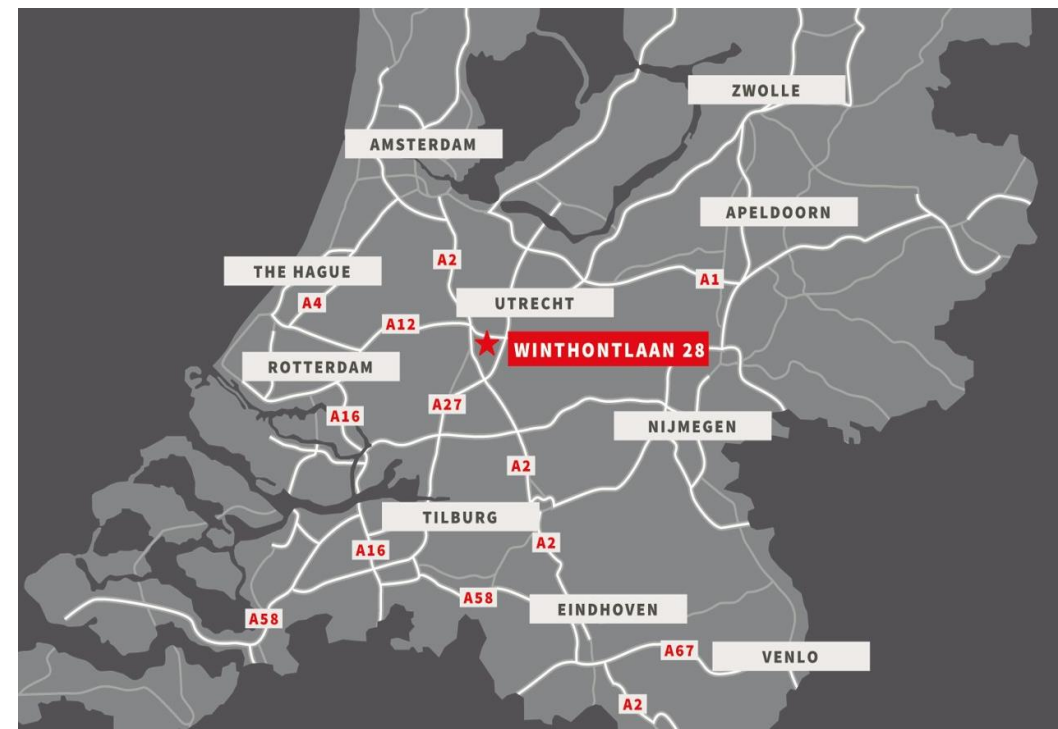 ZWOLLE
AMSTERDAM
APELDOORN
A2
THE HAGUE
A1
A4
UTRECHT
A12
WINTHONTLAAN 28
ROTTERDAM
A27
A16
NIJMEGEN
A2
TILBURG
A2
A16
A58
EINDHOVEN
A58
A67
VENLO
A2